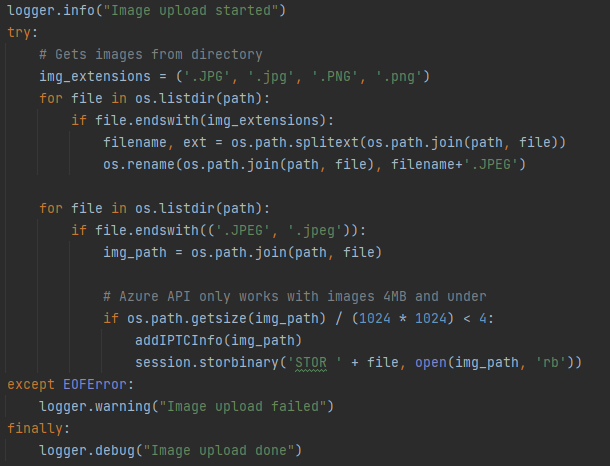 logger.info("Image upload started")
try:
    # Gets images from directory
    img_extensions = ('.JPG', '.jpg', '.PNG', '.png')
    for file in os.listdir(path):
        if file.endswith(img_extensions):
            filename, ext = os.path.splitext(os.path.join(path, file))
            os.rename(os.path.join(path, file), filename+'.JPEG')

    for file in os.listdir(path):
        if file.endswith(('.JPEG', '.jpeg')):
            img_path = os.path.join(path, file)

            # Azure API only works with images 4MB and under
            if os.path.getsize(img_path) / (1024 * 1024) < 4:
                addIPTCInfo(img_path)
                session.storbinary('STOR ' + file, open(img_path, 'rb'))
except EOFError:
    logger.warning("Image upload failed")
finally:
    logger.debug("Image upload done")